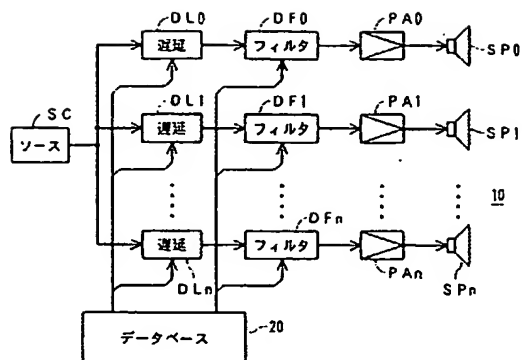 DL0 DF0 PA0
遅延 フィルタ
SP0
SC DL1 DF1 PA1
ソース 遅延 フィルタ
SP1
10
DFn
遅延 フィルタ
DLn PAn SPn
データベース 20